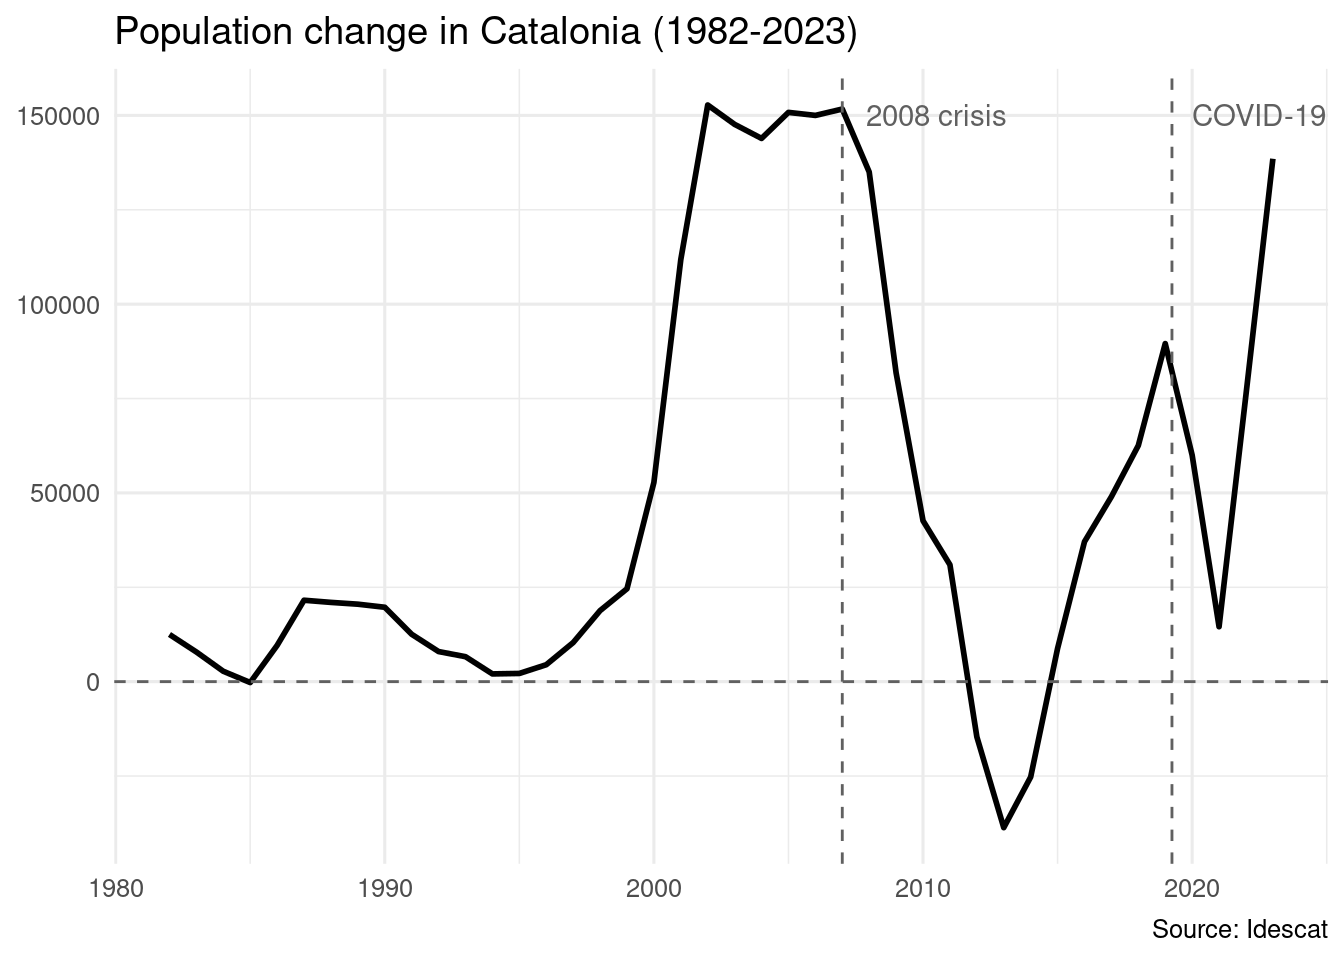 Population change in Catalonia (1982-2023)
150000
2008 crisis
COVID-19
100000
50000
0
1980
1990
2000
2010
2020
Source: Idescat